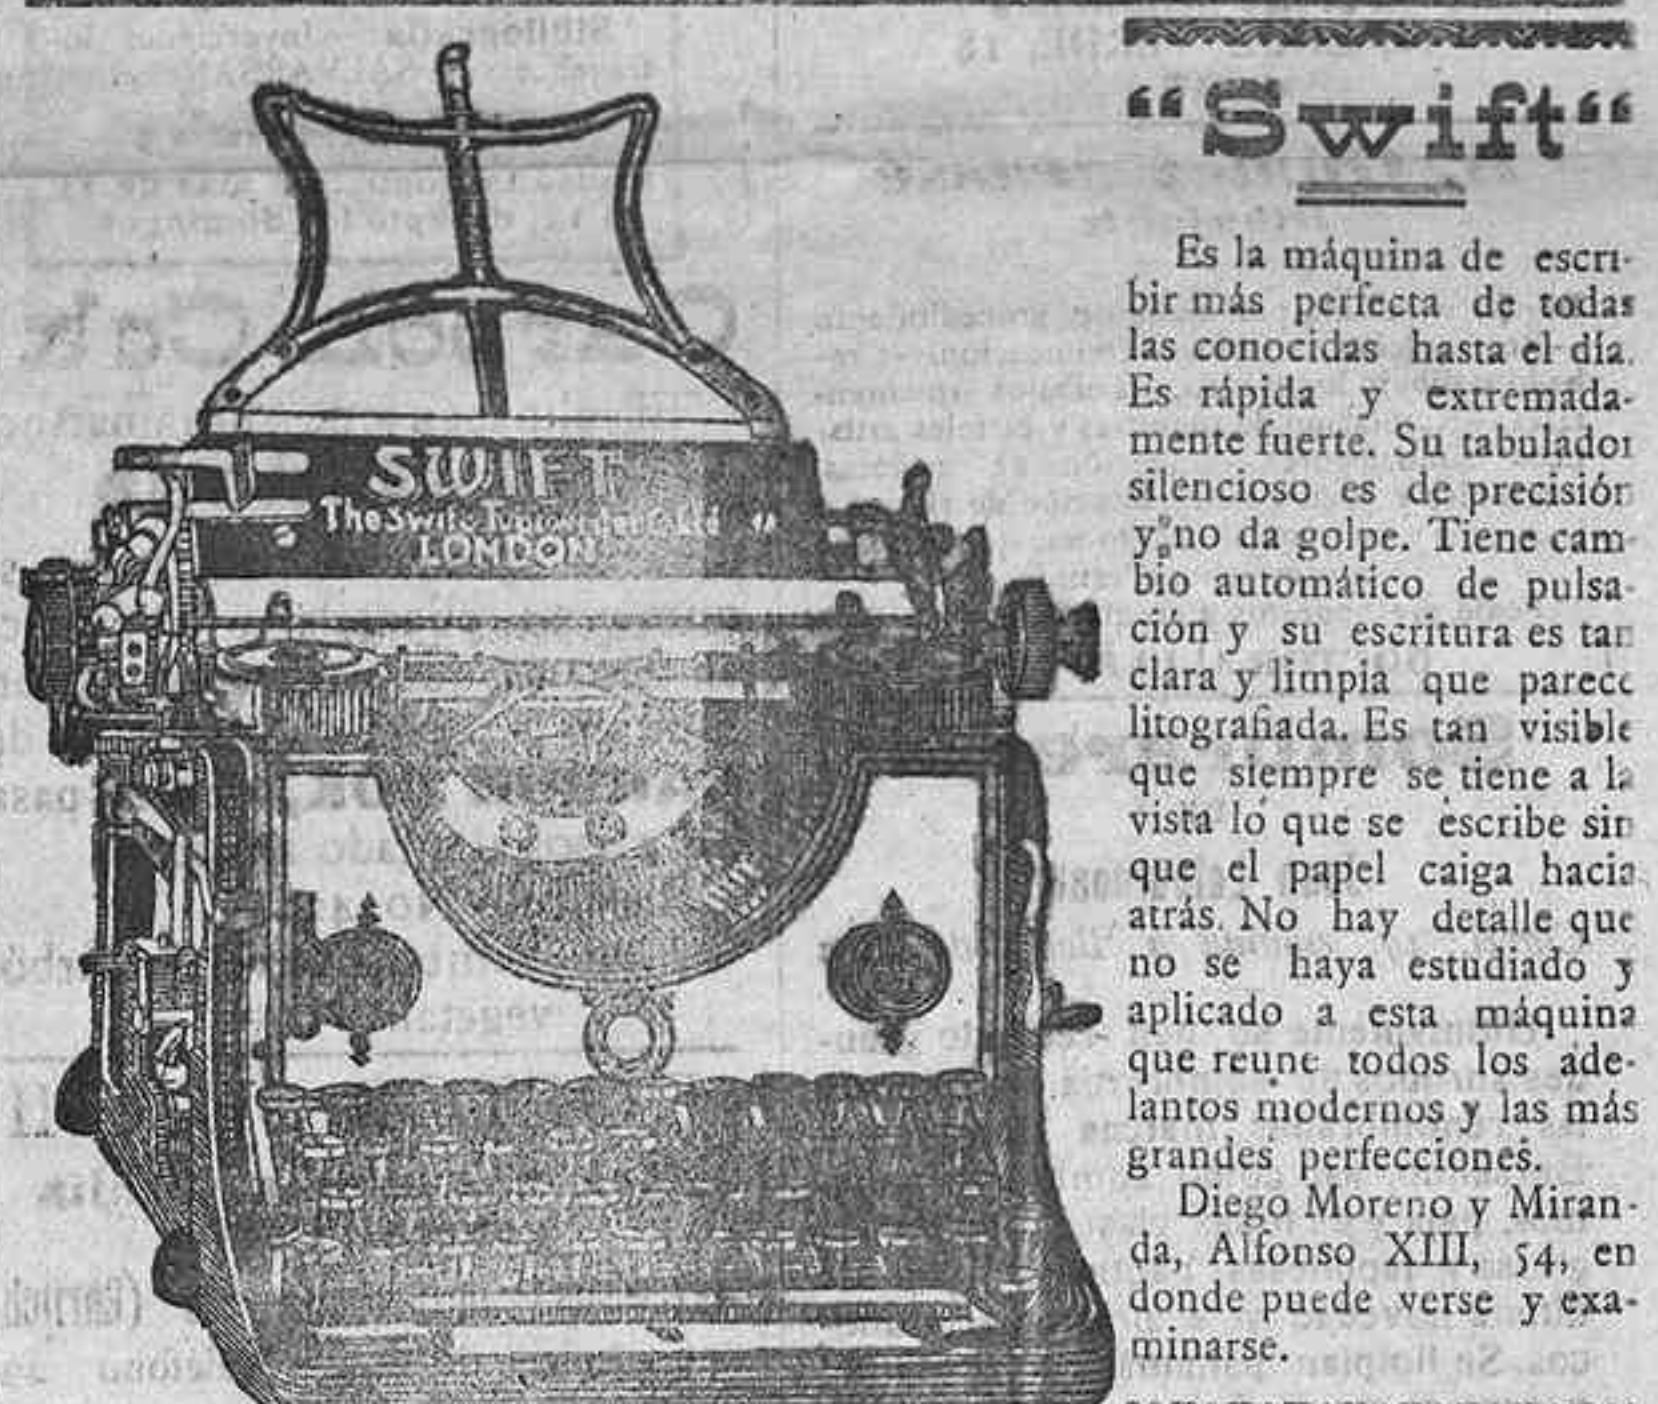 "Swift"
Es la máquina de escri-
bir más perfecta de todas
las conocidas hasta el día.
Es rápida y extremada-
mente fuerte. Su tabulador
silencioso es de precisión
y no da golpe. Tiene cam
bio automático de pulsa-
ción y su escritura es tan
clara y limpia que parece
litografiada. Es tan visible
que siempre se tiene a la
vista lo que se escribe sin
que el papel caiga hacia
atrás. No hay detalle que
no se haya estudiado y
aplicado a esta máquina
que reune todos los ade-
lantos modernos y las más
grandes perfecciones.
Diego Moreno y Miran-
da, Alfonso XIII, 54, en
donde puede verse y exa-
minarse.
SWIFT
The Swift Typewriter Co Ltd
LONDON